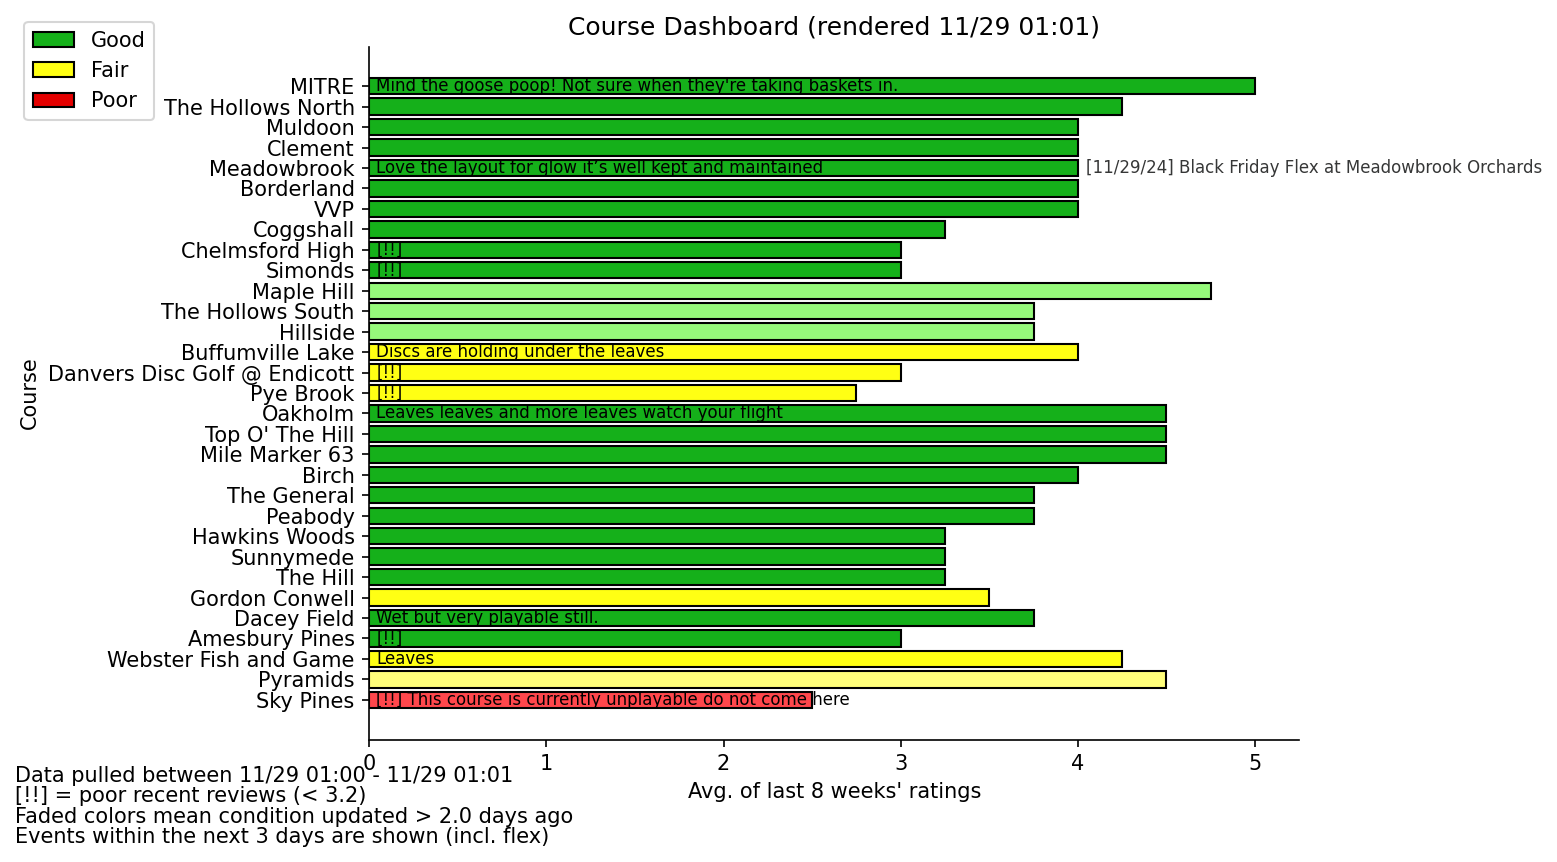 Course Dashboard (rendered 11/29 01:01)
Good
Fair
Poor
Course
MITRE Mind the goose poop! Not sure when they're taking baskets in.
The Hollows North
Muldoon
Clement
Meadowbrook Love the layout for glow it's well kept and maintained [11/29/24] Black Friday Flex at Meadowbrook Orchards
Borderland
VVP
Coggshall
Chelmsford High [!!]
Simonds [!!]
Maple Hill
The Hollows South
Hillside
Buffumville Lake Discs are holding under the leaves
Danvers Disc Golf @ Endicott [!!]
Pye Brook [!!]
Oakholm Leaves leaves and more leaves watch your flight
Top O' The Hill
Mile Marker 63
Birch
The General
Peabody
Hawkins Woods
Sunnymede
The Hill
Gordon Conwell
Dacey Field Wet but very playable still.
Amesbury Pines [!!]
Webster Fish and Game Leaves
Pyramids
Sky Pines [!!] This course is currently unplayable do not come here
0 1 2 3 4 5
Avg. of last 8 weeks' ratings
Data pulled between 11/29 01:00 - 11/29 01:01
[!!] = poor recent reviews (< 3.2)
Faded colors mean condition updated > 2.0 days ago
Events within the next 3 days are shown (incl. flex)